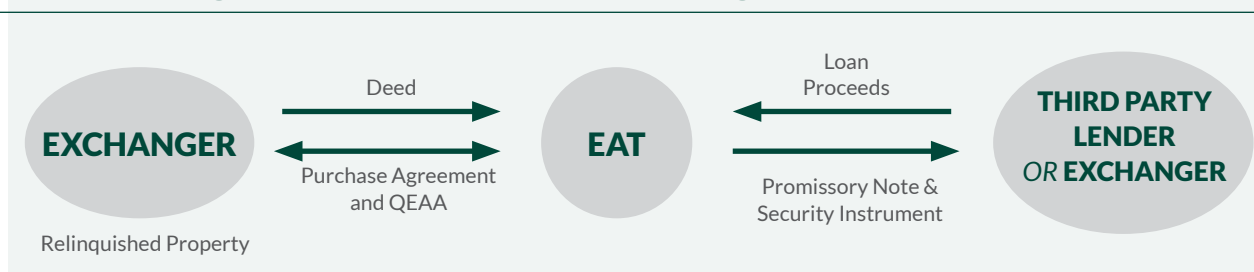 Deed
Loan
Proceeds
EXCHANGER
EAT
THIRD PARTY
LENDER
OR EXCHANGER
Purchase Agreement
and QEAA
Promissory Note &
Security Instrument
Relinquished Property